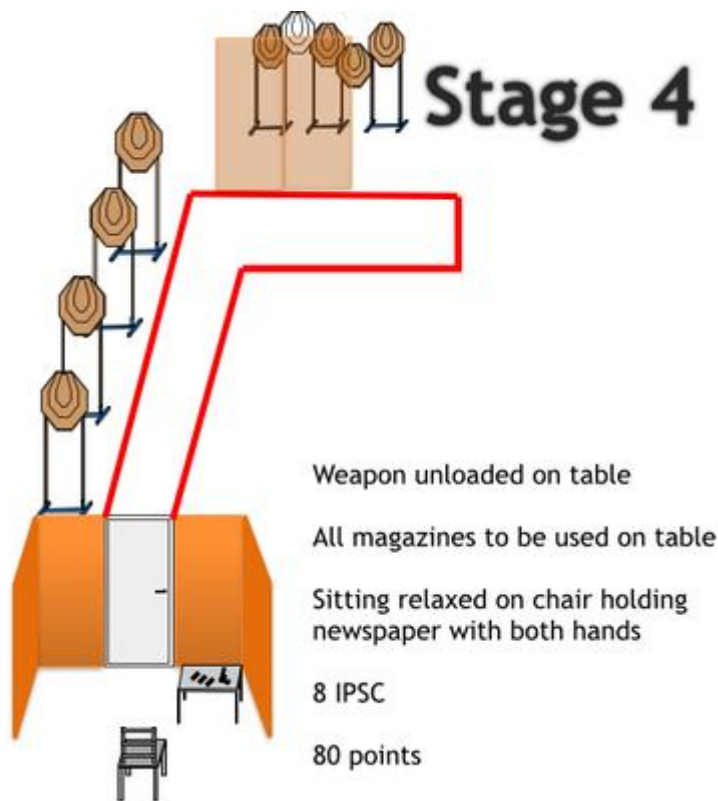 Stage 4
Weapon unloaded on table
All magazines to be used on table
Sitting relaxed on chair holding
newspaper with both hands
8 IPSC
80 points